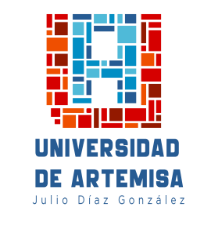 UNIVERSIDAD
DE ARTEMISA
Julio Díaz González